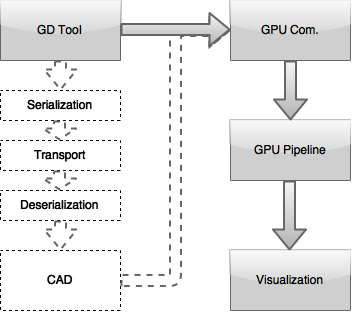 GD Tool
GPU Com.
Serialization
Transport
GPU Pipeline
Deserialization
CAD
Visualization